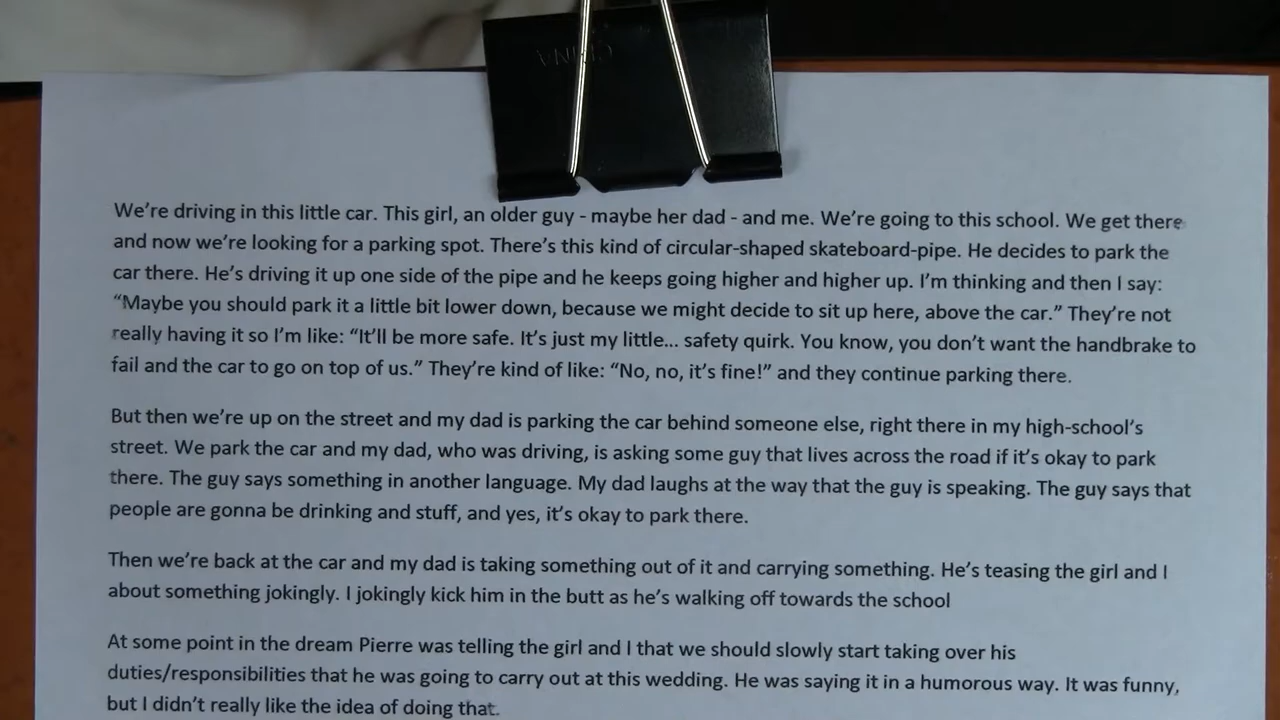 CHINA
We're driving in this little car. This girl, an older guy - maybe her dad - and me. We're going to this school. We get there
and now we're looking for a parking spot. There's this kind of circular-shaped skateboard-pipe. He decides to park the
car there. He's driving it up one side of the pipe and he keeps going higher and higher up. I'm thinking and then I say:
“Maybe you should park it a little bit lower down, because we might decide to sit up here, above the car.” They're not
really having it so I'm like: “It'll be more safe. It's just my little... safety quirk. You know, you don't want the handbrake to
fail and the car to go on top of us.” They're kind of like: “No, no, it's fine!” and they continue parking there.
But then we're up on the street and my dad is parking the car behind someone else, right there in my high-school's
street. We park the car and my dad, who was driving, is asking some guy that lives across the road if it's okay to park
there. The guy says something in another language. My dad laughs at the way that the guy is speaking. The guy says that
people are gonna be drinking and stuff, and yes, it's okay to park there.
Then we're back at the car and my dad is taking something out of it and carrying something. He's teasing the girl and I
about something jokingly. I jokingly kick him in the butt as he's walking off towards the school
At some point in the dream Pierre was telling the girl and I that we should slowly start taking over his
duties/responsibilities that he was going to carry out at this wedding. He was saying it in a humorous way. It was funny,
but I didn't really like the idea of doing that.